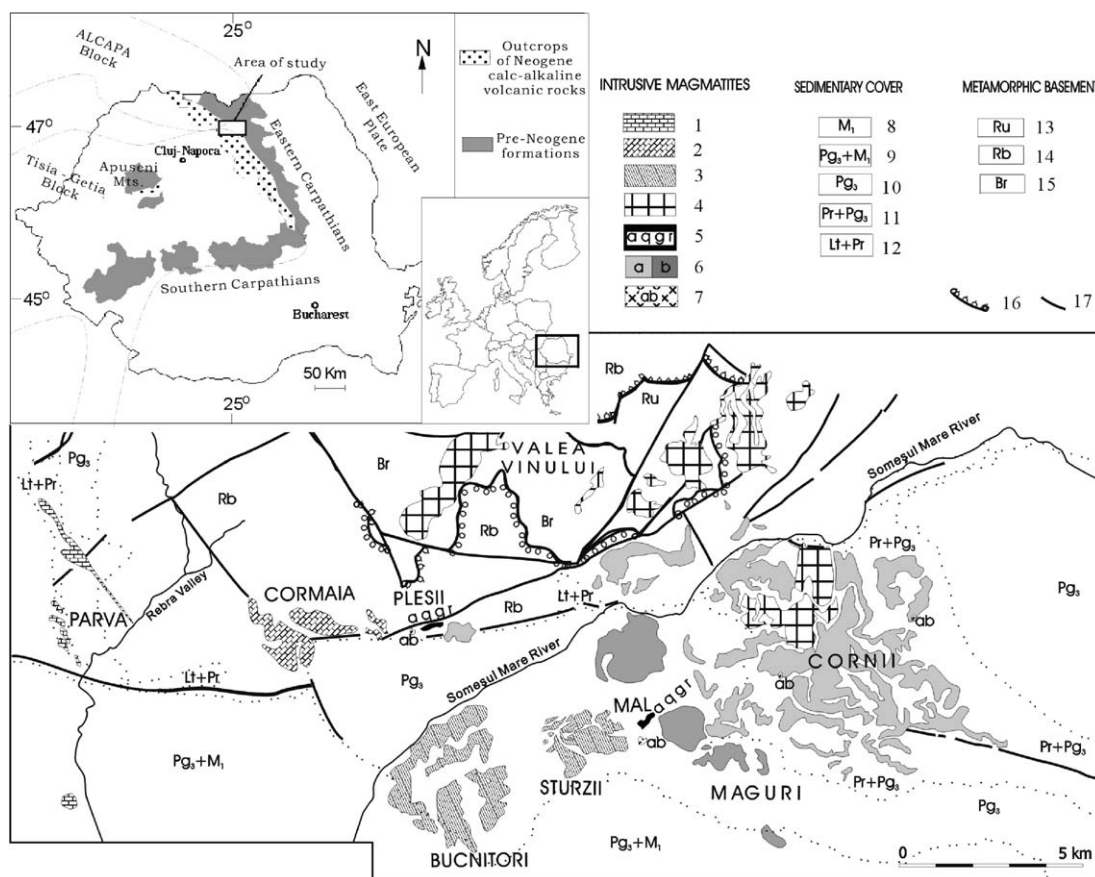 25°
ALCAPA
Block
Area of study
N
Outcrops
of Neogene
calc-alkaline
volcanic rocks
Pre-Neogene
formations
47°
Cluj-Napoca
East European
Plate
Eastern Carpathians
Tisia-Getia
Block
Apuseni
Mts.
Southern Carpathians
45°
Bucharest
50 Km
25°
INTRUSIVE MAGMATITES
1
2
3
4
a q g r 5
a b 6
ab 7
SEDIMENTARY COVER
M₁ 8
Pg₃+M₁ 9
Pg₃ 10
Pr+Pg₃ 11
Lt+Pr 12
METAMORPHIC BASEMENT
Ru 13
Rb 14
Br 15
16 17
Rb
Ru
VALEA
VINULUI
Somesul Mare River
Pg₃
Lt+Pr
Rb
Br
Rb
Br
Pr+Pg₃
Pg₃
Rebra Valley
PARVA
CORMAIA
PLESII
a q g r
ab
Rb
Lt+Pr
ab
CORNII
ab
Lt+Pr
Pg₃
Somesul Mare River
MAL
a q g r
ab
Pg₃+M₁
STURZII
MAGURI
Pr+Pg₃
Pr+Pg₃
Pg₃
BUCNITORI
Pg₃+M₁
0 5 km